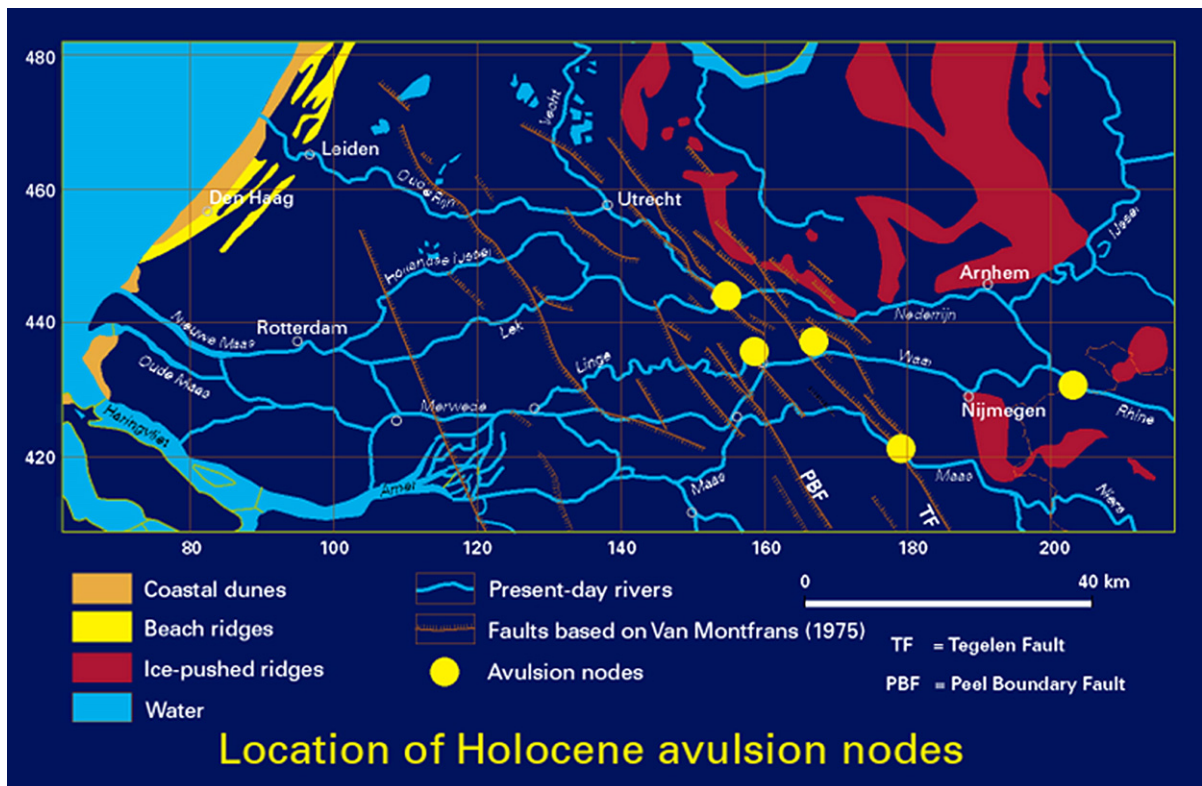 480
Leiden
Vecht
460
Den Haag
Oude Rijn
Utrecht
IJssel
Hollandse IJssel
Arnhem
440
Nieuwe Maas
Rotterdam
Lek
Nederrijn
Oude Maas
Linge
Waal
Merwede
Nijmegen
Rhine
Haringvliet
420
Amer
Maas
PBF
Maas
TF
Niers
80
100
120
140
160
180
200
Coastal dunes
Present-day rivers
0
40 km
Beach ridges
Faults based on Van Montfrans (1975)
TF = Tegelen Fault
Ice-pushed ridges
Avulsion nodes
PBF = Peel Boundary Fault
Water
Location of Holocene avulsion nodes